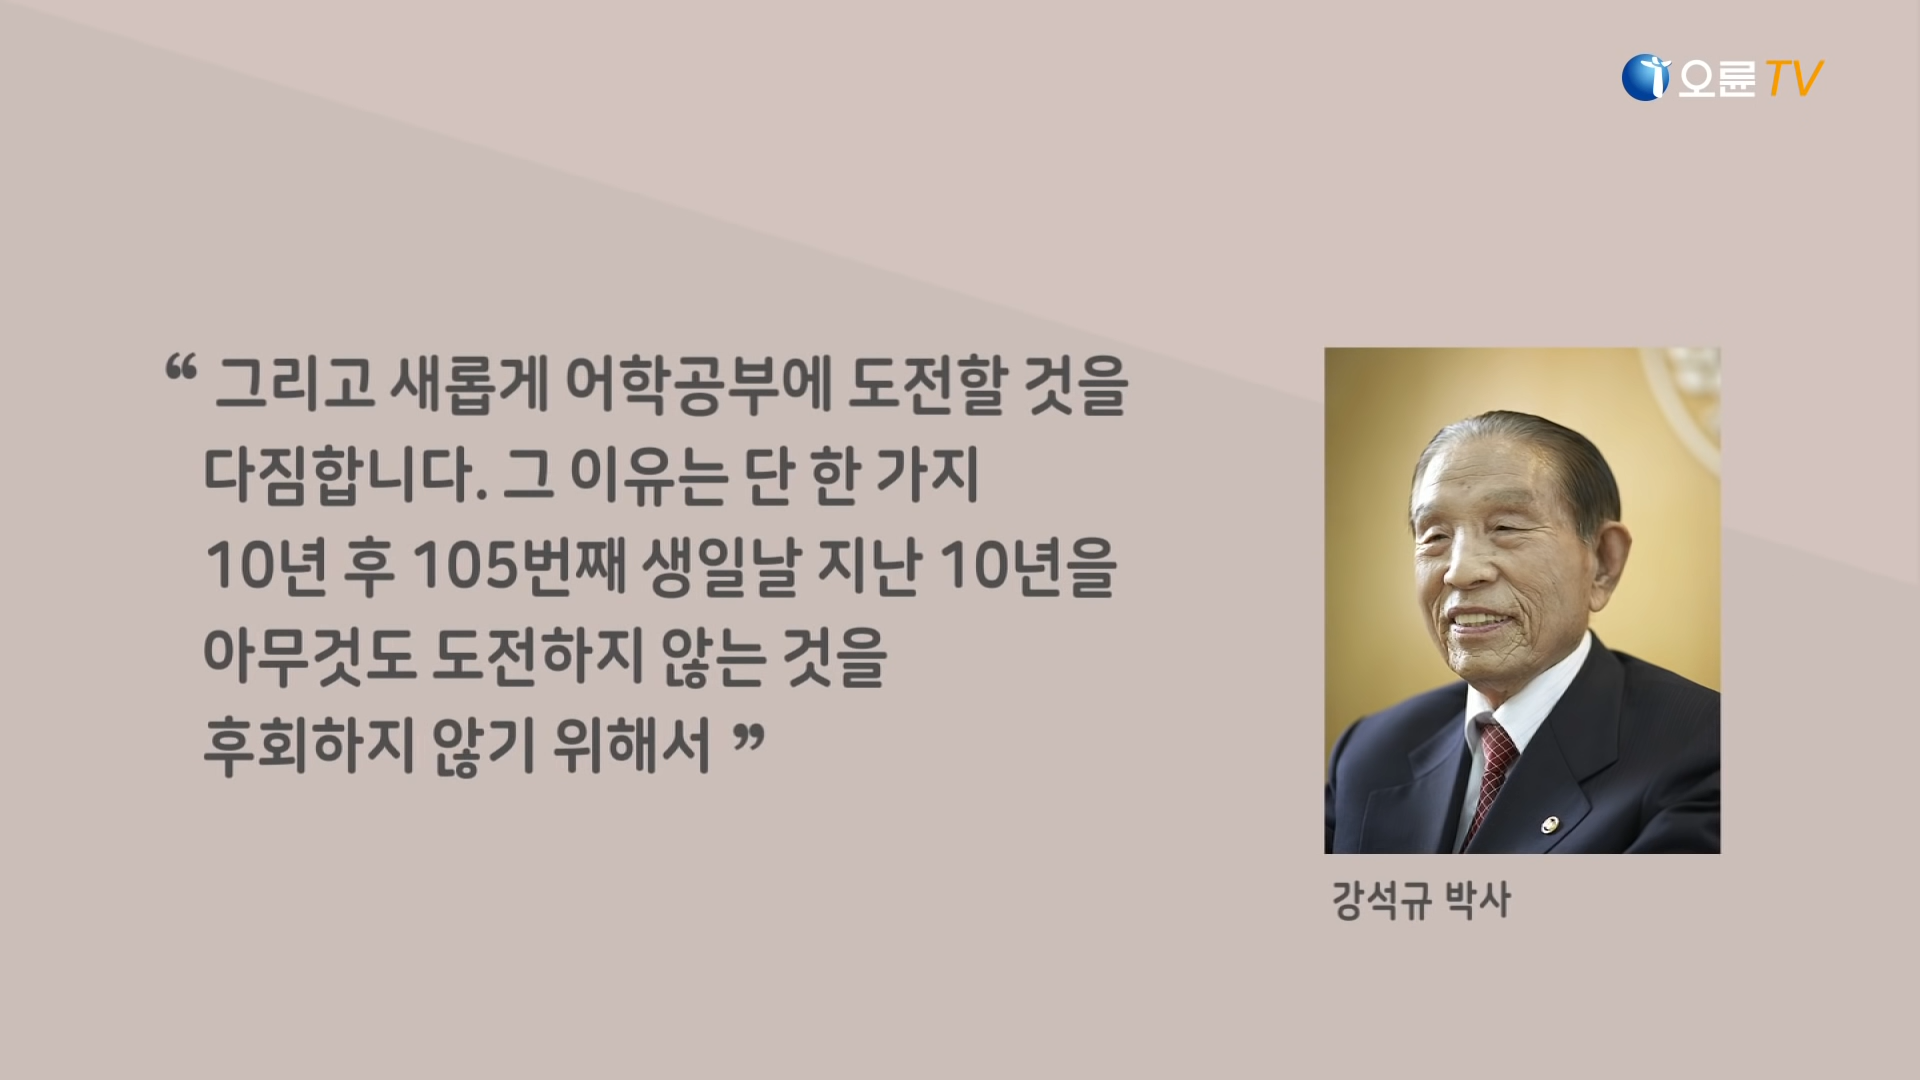 오륜 TV
“ 그리고 새롭게 어학공부에 도전할 것을
다짐합니다. 그 이유는 단 한 가지
10년 후 105번째 생일날 지난 10년을
아무것도 도전하지 않는 것을
후회하지 않기 위해서 ”
강석규 박사